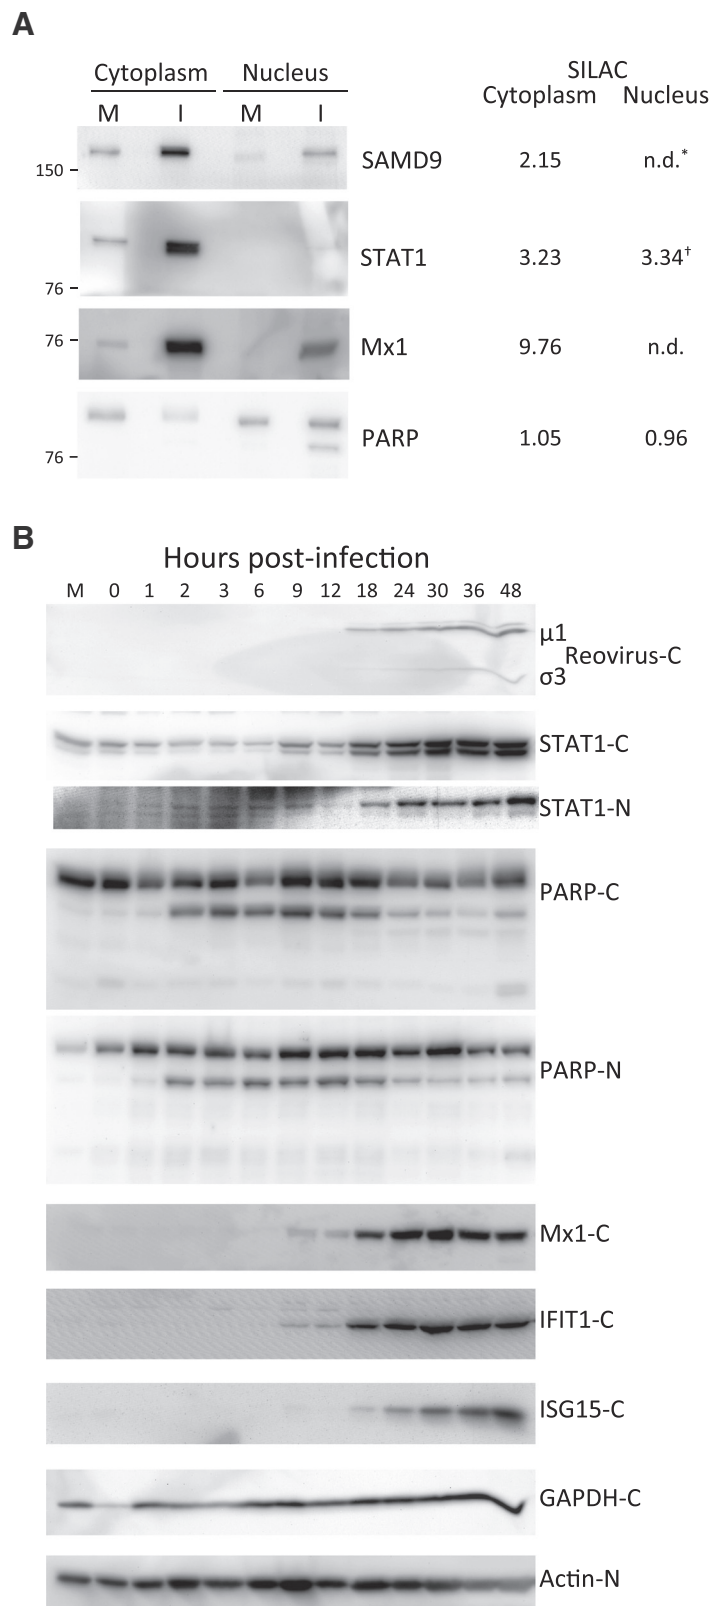 A
Cytoplasm Nucleus SILAC
Cytoplasm Nucleus
M I M I
150 SAMD9 2.15 n.d.*
76 STAT1 3.23 3.34†
76 Mx1 9.76 n.d.
76 PARP 1.05 0.96
B
Hours post-infection
M 0 1 2 3 6 9 12 18 24 30 36 48
μ1
Reovirus-C
σ3
STAT1-C
STAT1-N
PARP-C
PARP-N
Mx1-C
IFIT1-C
ISG15-C
GAPDH-C
Actin-N